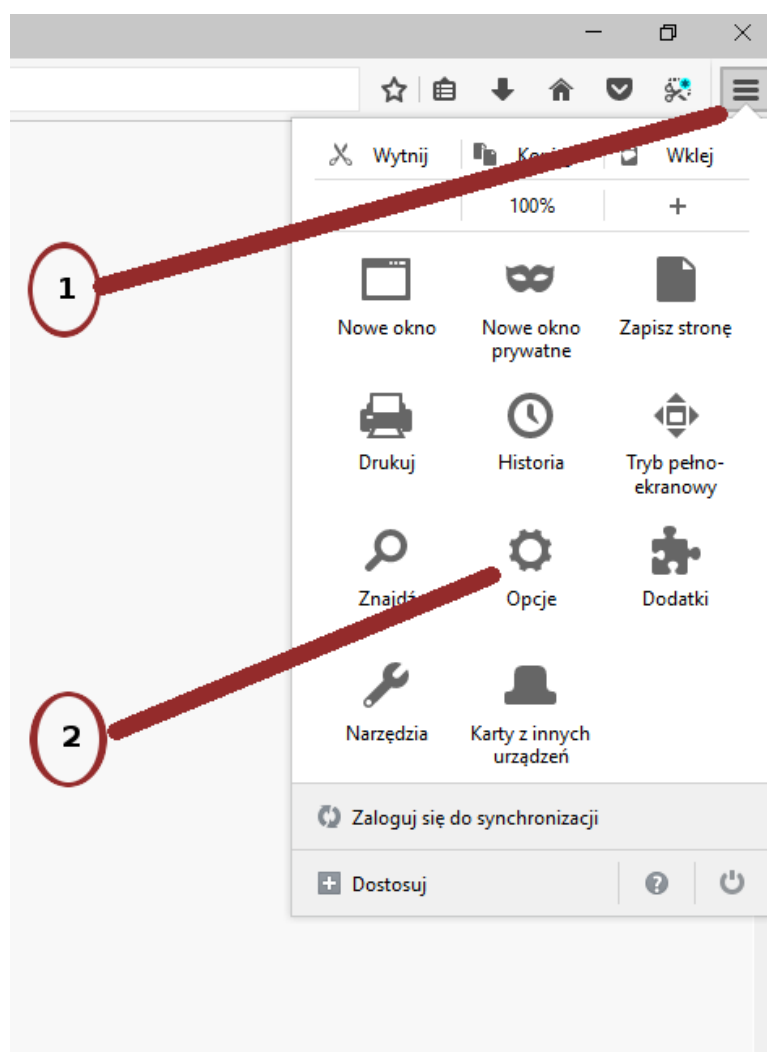 Wytnij
Wklej
100%
1
Nowe okno
Nowe okno
prywatne
Zapisz stronę
Drukuj
Historia
Tryb pełno-
ekranowy
Opcje
Dodatki
2
Narzędzia
Karty z innych
urządzeń
Zaloguj się do synchronizacji
Dostosuj